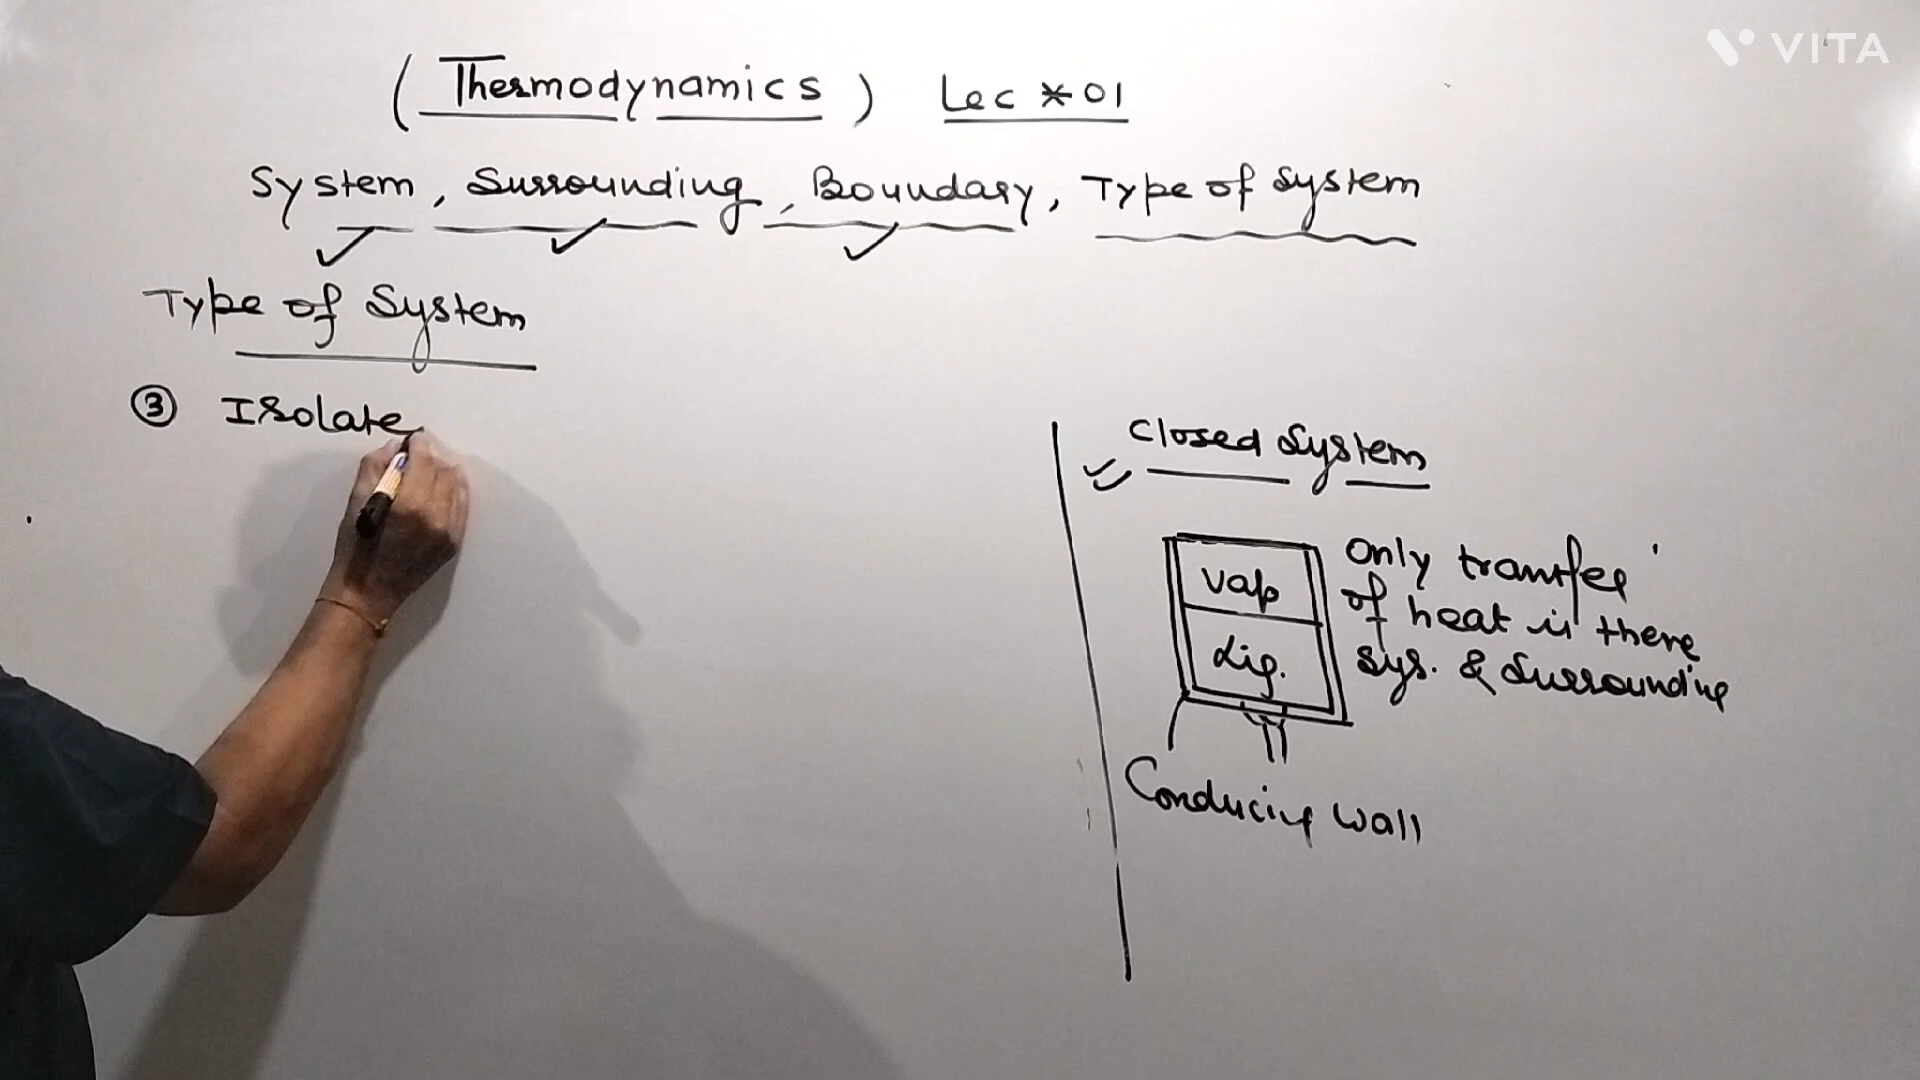 VITA
(Thermodynamics) Lec * 01
System, Surrounding, Boundary, Type of System
Type of System
③ Isolate
Closed System
Vap
Liq.
Only transfer
of heat is there
sys. & Surrounding
Conducing wall